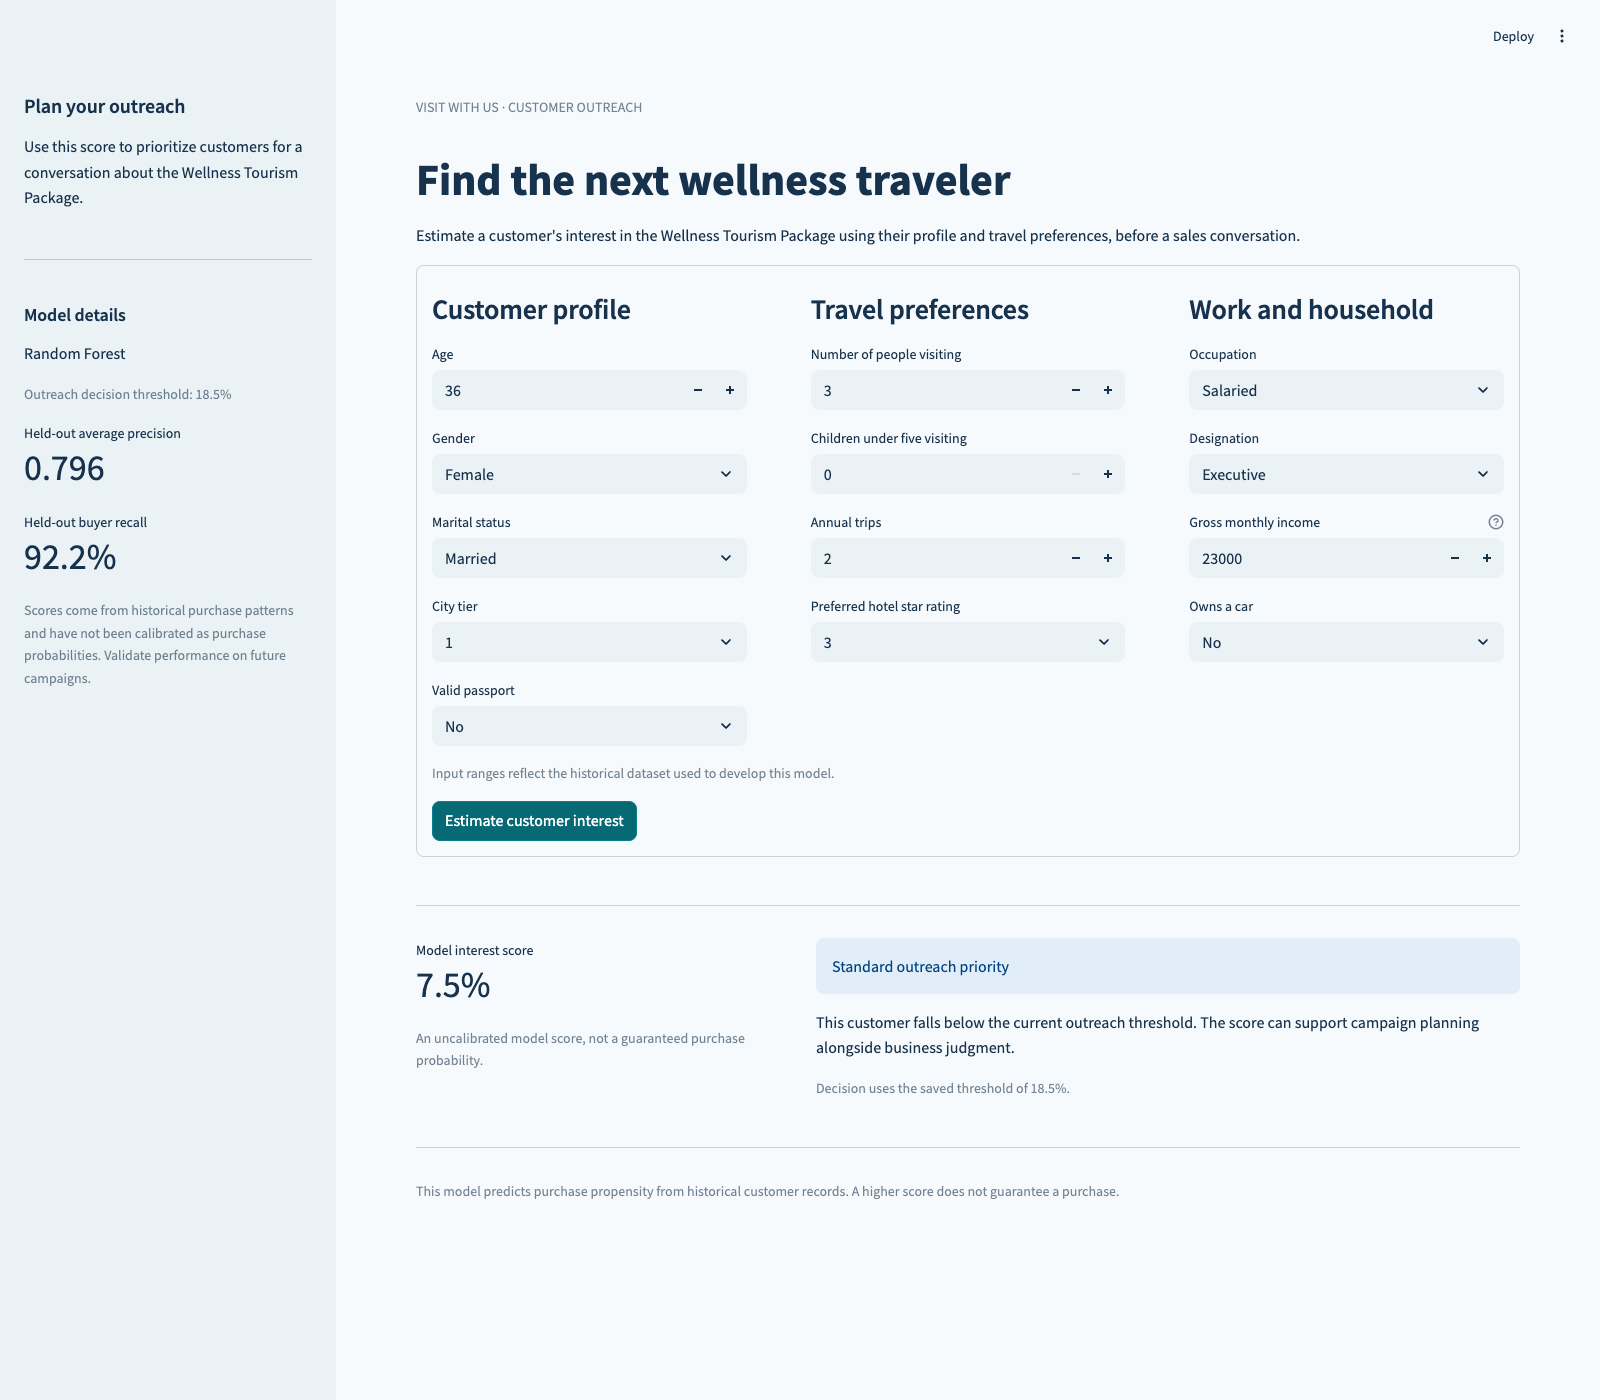 Deploy
Plan your outreach
Use this score to prioritize customers for a
conversation about the Wellness Tourism
Package.
Model details
Random Forest
Outreach decision threshold: 18.5%
Held-out average precision
0.796
Held-out buyer recall
92.2%
Scores come from historical purchase patterns
and have not been calibrated as purchase
probabilities. Validate performance on future
campaigns.
VISIT WITH US · CUSTOMER OUTREACH
Find the next wellness traveler
Estimate a customer's interest in the Wellness Tourism Package using their profile and travel preferences, before a sales conversation.
Customer profile
Age
36
Gender
Female
Marital status
Married
City tier
1
Valid passport
No
Travel preferences
Number of people visiting
3
Children under five visiting
0
Annual trips
2
Preferred hotel star rating
3
Work and household
Occupation
Salaried
Designation
Executive
Gross monthly income
23000
Owns a car
No
Input ranges reflect the historical dataset used to develop this model.
Estimate customer interest
Model interest score
7.5%
An uncalibrated model score, not a guaranteed purchase
probability.
Standard outreach priority
This customer falls below the current outreach threshold. The score can support campaign planning
alongside business judgment.
Decision uses the saved threshold of 18.5%.
This model predicts purchase propensity from historical customer records. A higher score does not guarantee a purchase.